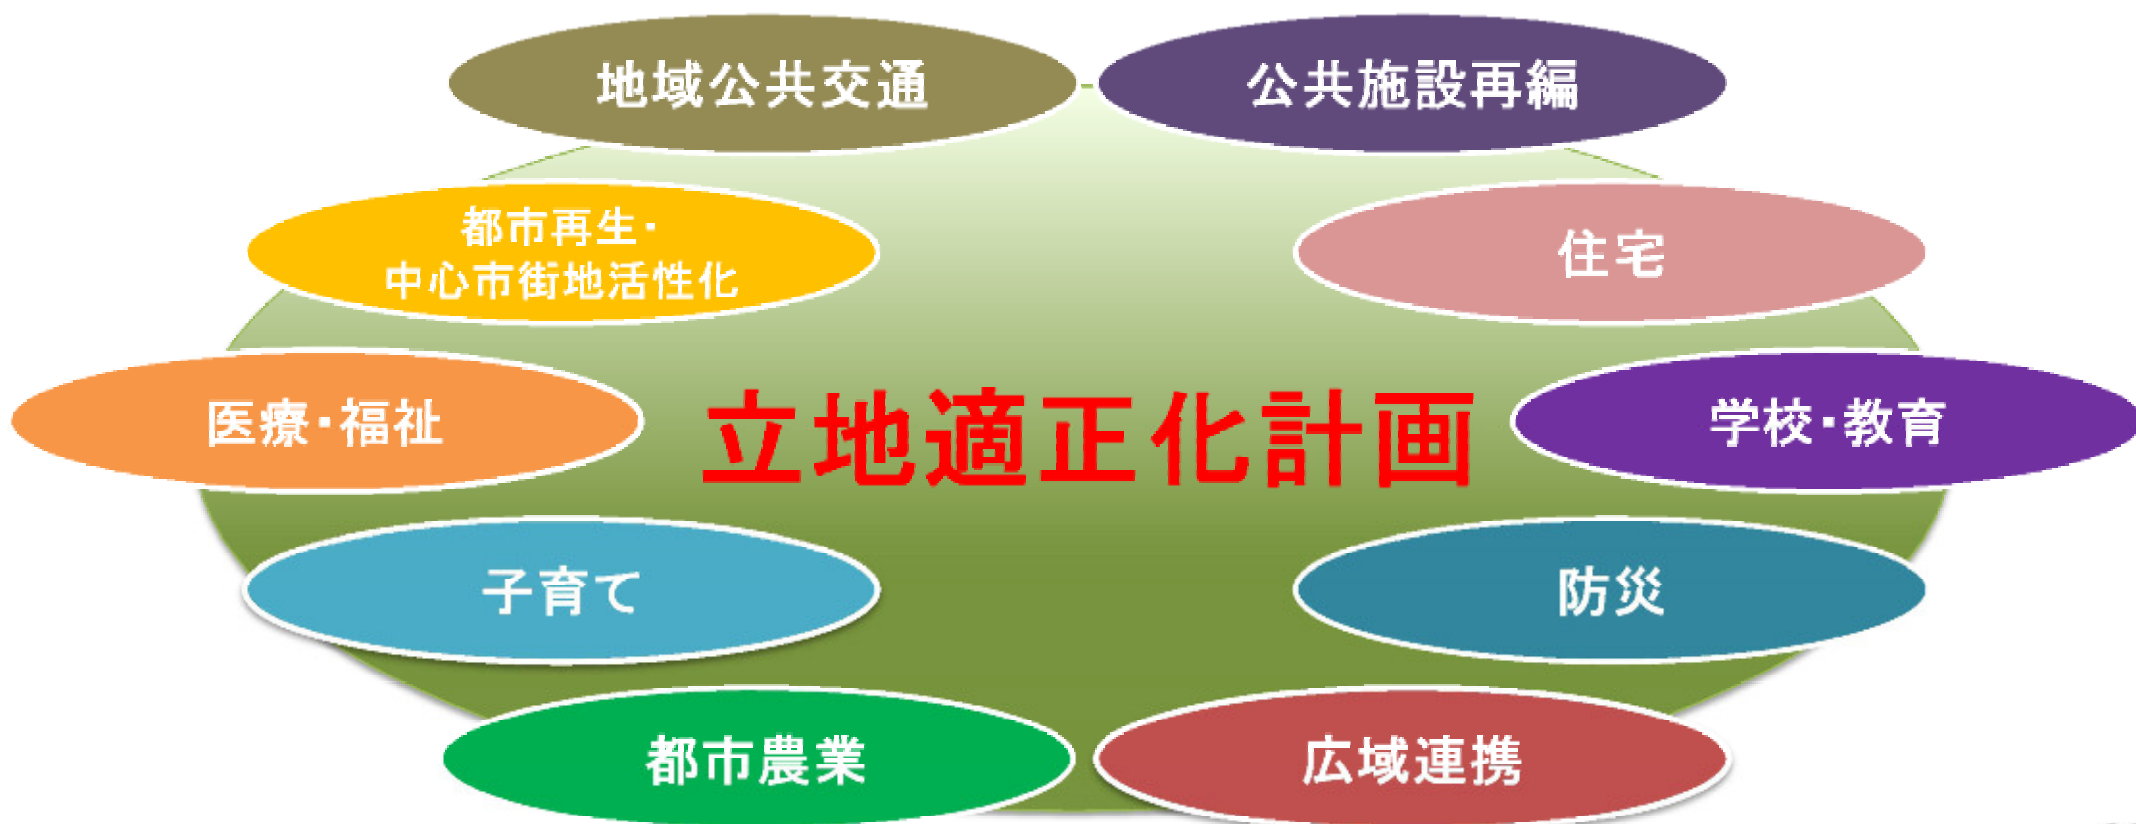 地域公共交通
公共施設再編
都市再生・
中心市街地活性化
住宅
医療・福祉
立地適正化計画
学校・教育
子育て
防災
都市農業
広域連携